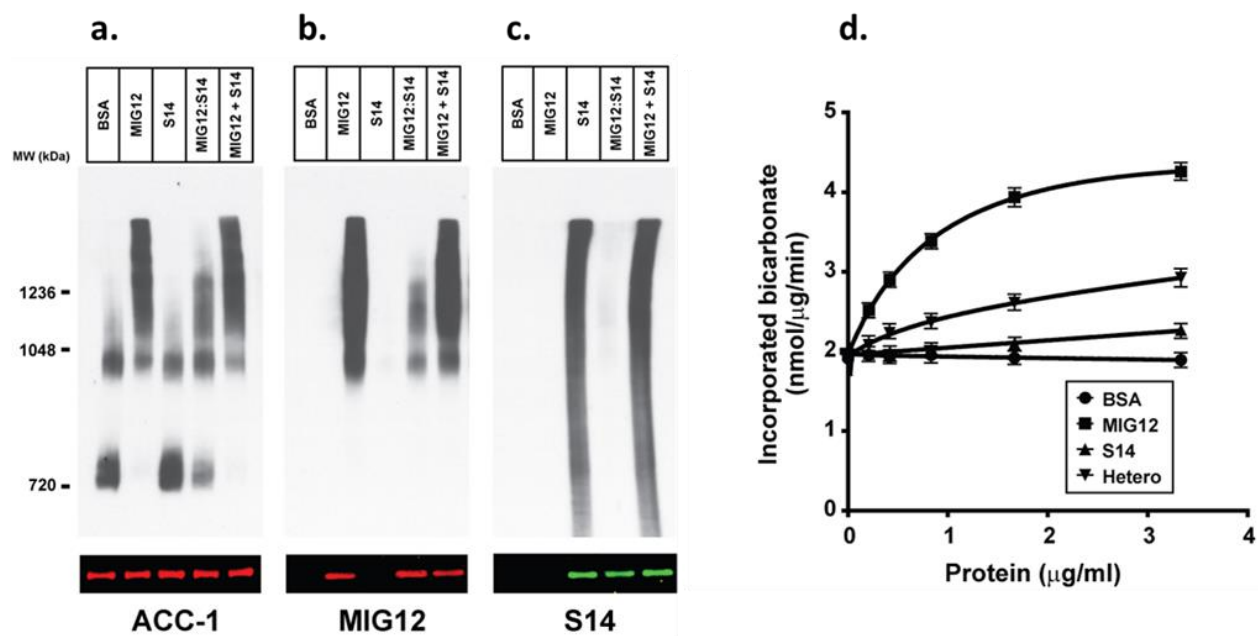 a.
b.
c.
d.
BSA
MIG12
S14
MIG12:S14
MIG12 + S14
BSA
MIG12
S14
MIG12:S14
MIG12 + S14
BSA
MIG12
S14
MIG12:S14
MIG12 + S14
MW (kDa)
1236
1048
720
ACC-1
MIG12
S14
Incorporated bicarbonate
(nmol/μg/min)
5
4
3
2
1
0
0
1
2
3
4
BSA
MIG12
S14
Hetero
Protein (μg/ml)